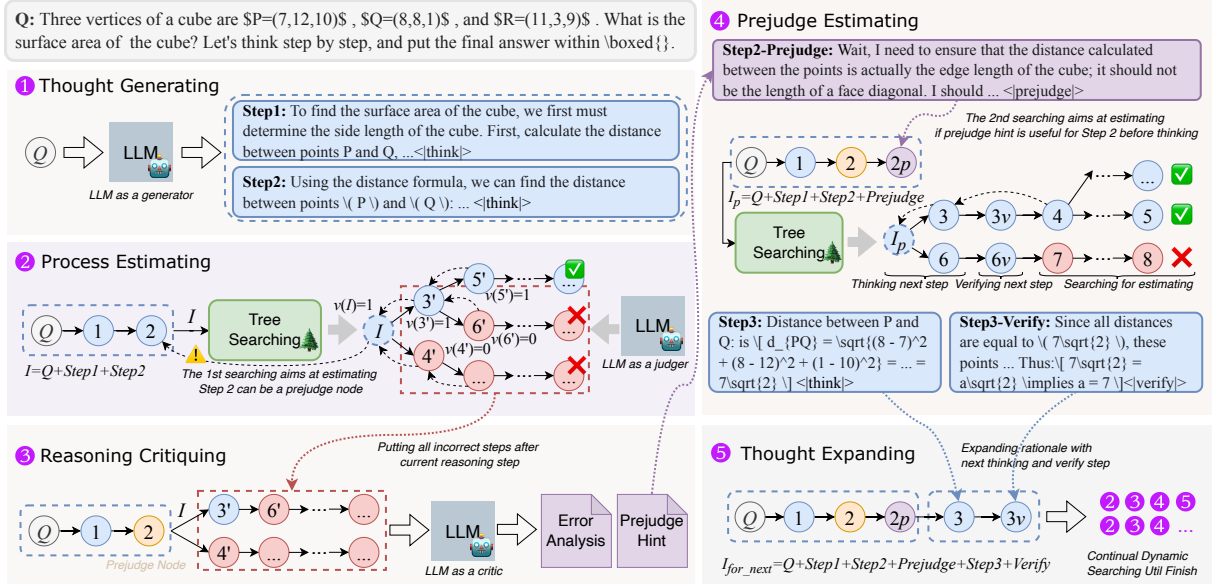 Q: Three vertices of a cube are $P=(7,12,10)$ , $Q=(8,8,1)$ , and $R=(11,3,9)$ . What is the
surface area of the cube? Let's think step by step, and put the final answer within \boxed{}.
1 Thought Generating
Q
LLM
LLM as a generator
Step1: To find the surface area of the cube, we first must
determine the side length of the cube. First, calculate the distance
between points P and Q, ...<|think|>
Step2: Using the distance formula, we can find the distance
between points \( P \) and \( Q \): ... <|think|>
2 Process Estimating
Q 1 2
I
I=Q+Step1+Step2
Tree
Searching
The 1st searching aims at estimating
Step 2 can be a prejudge node
v(I)=1
I
3'
v(3')=1
5'
v(5')=1
...
6'
v(6')=0
...
4'
v(4')=0
...
...
LLM
LLM as a judger
3 Reasoning Critiquing
Putting all incorrect steps after
current reasoning step
Q 1 2
I
Prejudge Node
3' 6' ...
4' ... ...
LLM
LLM as a critic
Error
Analysis
Prejudge
Hint
4 Prejudge Estimating
Step2-Prejudge: Wait, I need to ensure that the distance calculated
between the points is actually the edge length of the cube; it should not
be the length of a face diagonal. I should ... <|prejudge|>
The 2nd searching aims at estimating
if prejudge hint is useful for Step 2 before thinking
Q 1 2 2p
Ip=Q+Step1+Step2+Prejudge
Tree
Searching
Ip
...
3 3v 4 5
6 6v 7 8
Thinking next step
Verifying next step
Searching for estimating
Step3: Distance between P and
Q: is \[ d_{PQ} = \sqrt{(8 - 7)^2
+ (8 - 12)^2 + (1 - 10)^2} = ... =
7\sqrt{2} \] <|think|>
Step3-Verify: Since all distances
are equal to \( 7\sqrt{2} \), these
points ... Thus:\[ 7\sqrt{2} =
a\sqrt{2} \implies a = 7 \]<|verify|>
5 Thought Expanding
Expanding rationale with
next thinking and verify step
Q 1 2 2p 3 3v
Ifor_next=Q+Step1+Step2+Prejudge+Step3+Verify
2 3 4 5
2 3 4 ...
Continual Dynamic
Searching Util Finish